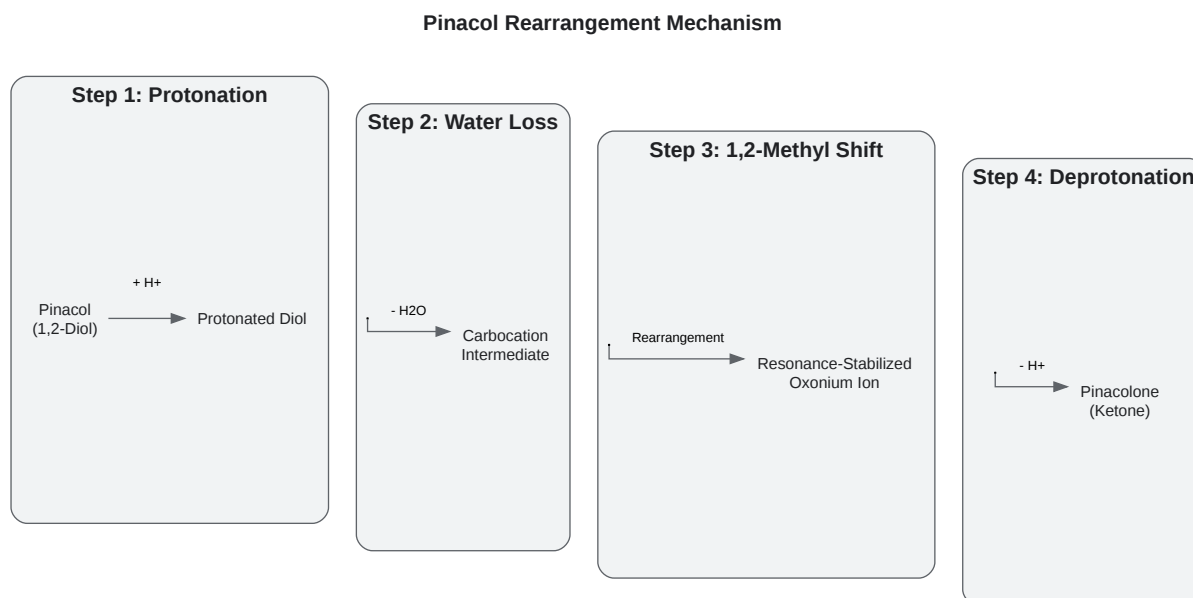 Pinacol Rearrangement Mechanism
Step 1: Protonation
Pinacol
(1,2-Diol)
+ H+
Protonated Diol
Step 2: Water Loss
- H2O
Carbocation
Intermediate
Step 3: 1,2-Methyl Shift
Rearrangement
Resonance-Stabilized
Oxonium Ion
Step 4: Deprotonation
- H+
Pinacolone
(Ketone)